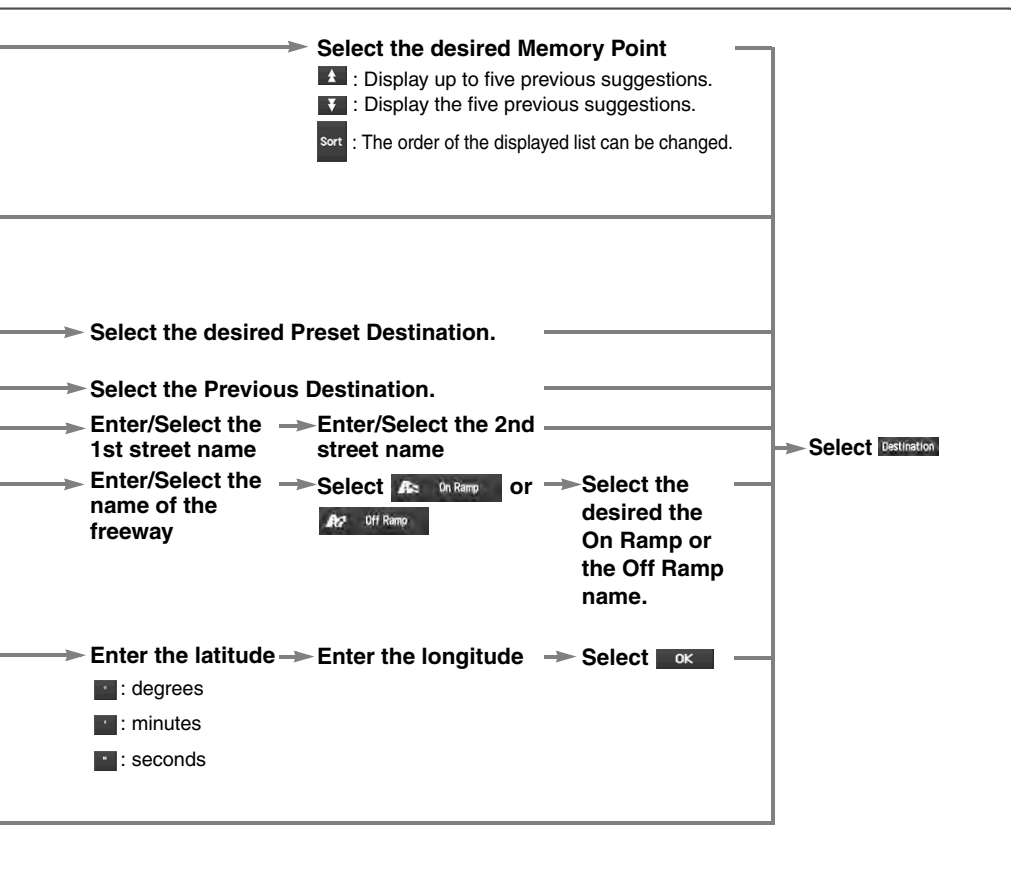 Select the desired Memory Point
: Display up to five previous suggestions.
: Display the five previous suggestions.
Sort : The order of the displayed list can be changed.
Select the desired Preset Destination.
Select the Previous Destination.
Enter/Select the
1st street name
Enter/Select the 2nd
street name
Enter/Select the
name of the
freeway
Select On Ramp or
Off Ramp
Select the
desired the
On Ramp or
the Off Ramp
name.
Enter the latitude
° : degrees
' : minutes
" : seconds
Enter the longitude
Select OK
Select Destination